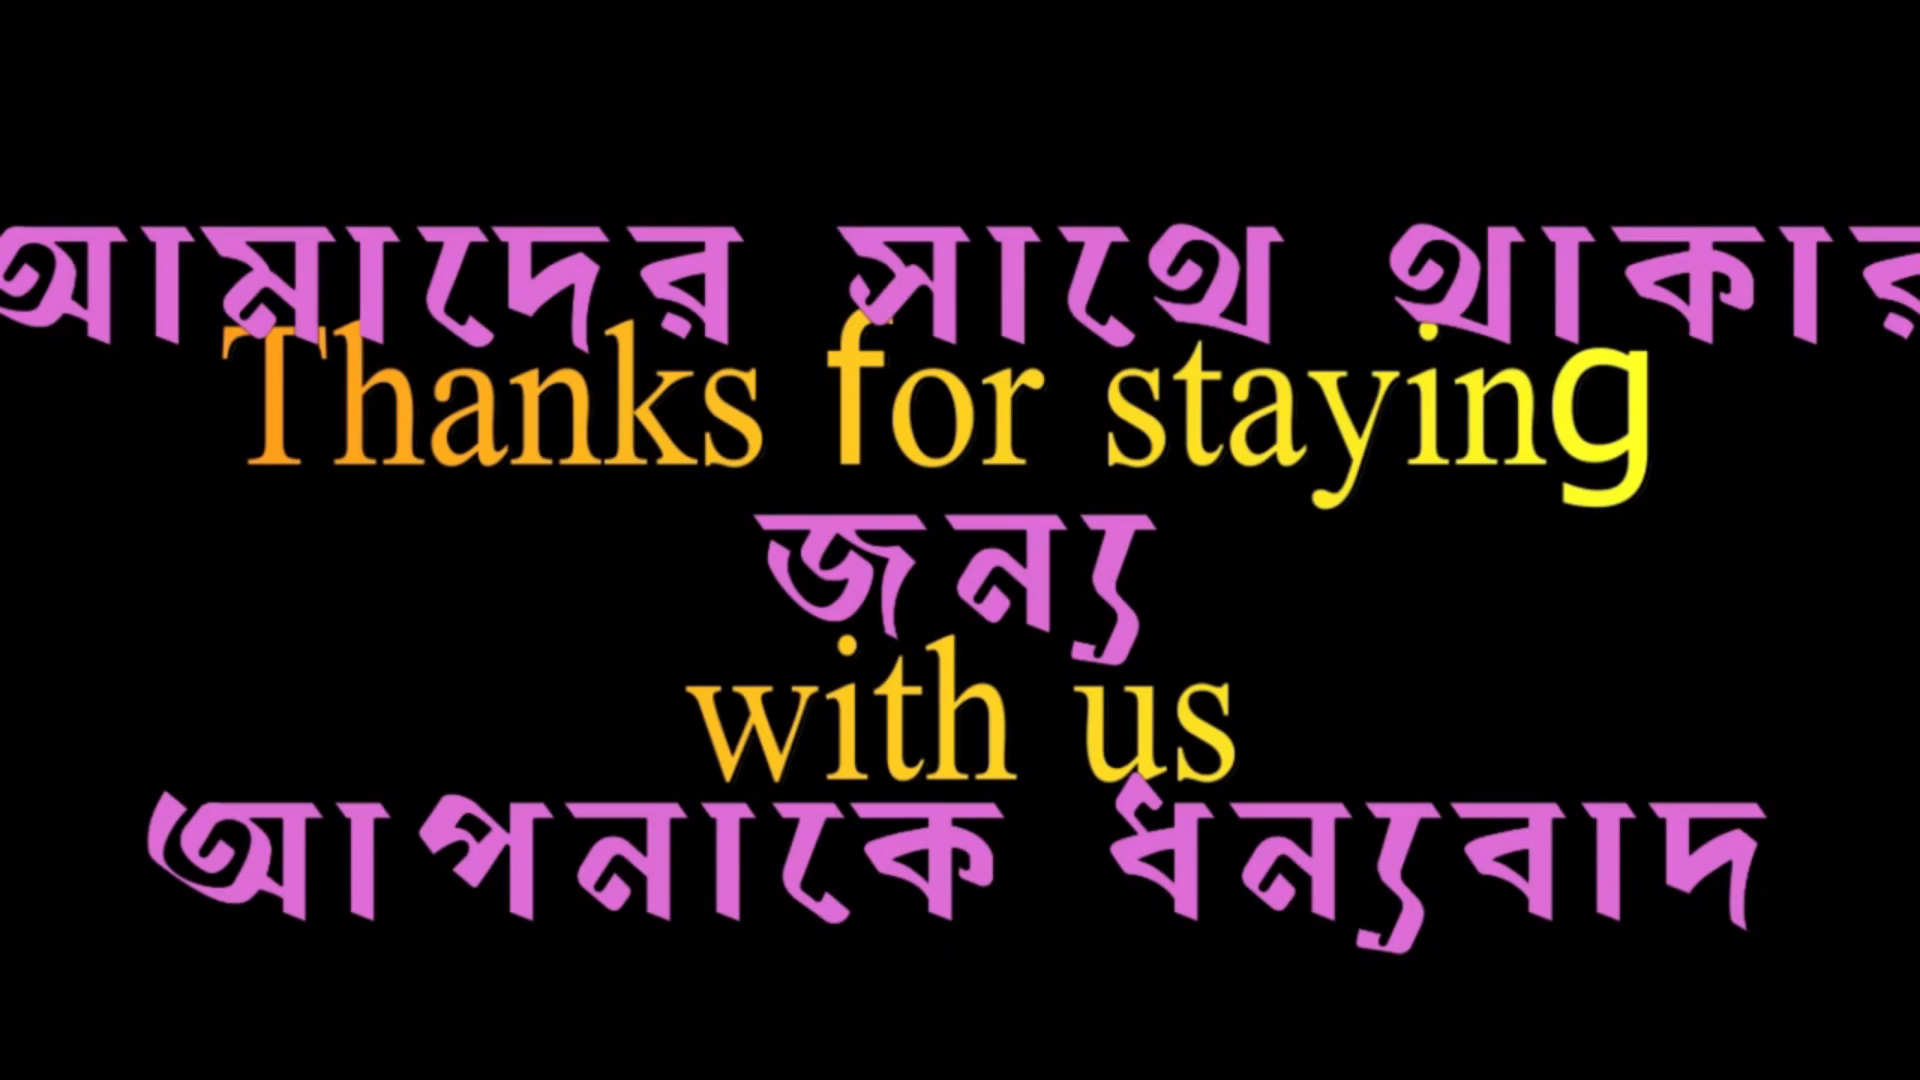 আমাদের সাথে থাকার
Thanks for staying
জন্য
with us
আপনাকে ধন্যবাদ